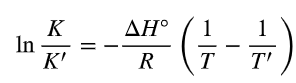 ln K/K′ = −ΔH°/R (1/T − 1/T′)